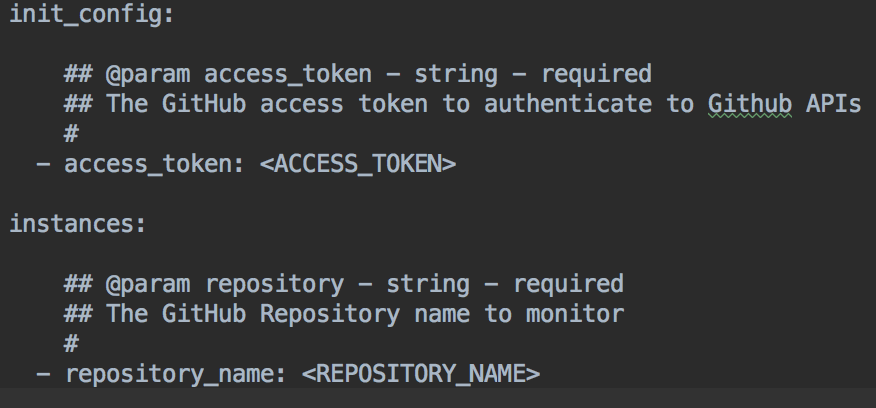 init_config:
## @param access_token – string – required
## The GitHub access token to authenticate to Github APIs
#
– access_token: <ACCESS_TOKEN>
instances:
## @param repository – string – required
## The GitHub Repository name to monitor
#
– repository_name: <REPOSITORY_NAME>